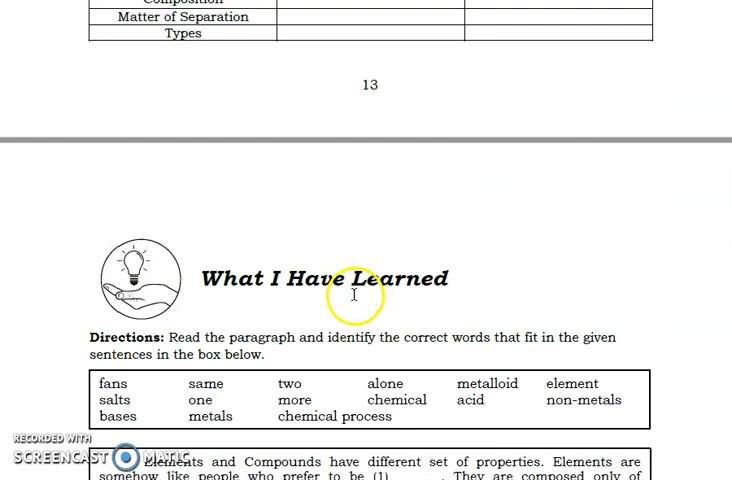 Composition
Matter of Separation
Types
13
What I Have Learned
Directions: Read the paragraph and identify the correct words that fit in the given
sentences in the box below.
fans same two alone metalloid element
salts one more chemical acid non-metals
bases metals chemical process
RECORDED WITH
SCREENCAST MATIC
Elements and Compounds have different set of properties. Elements are
somehow like people who prefer to be (1) ______. They are composed only of